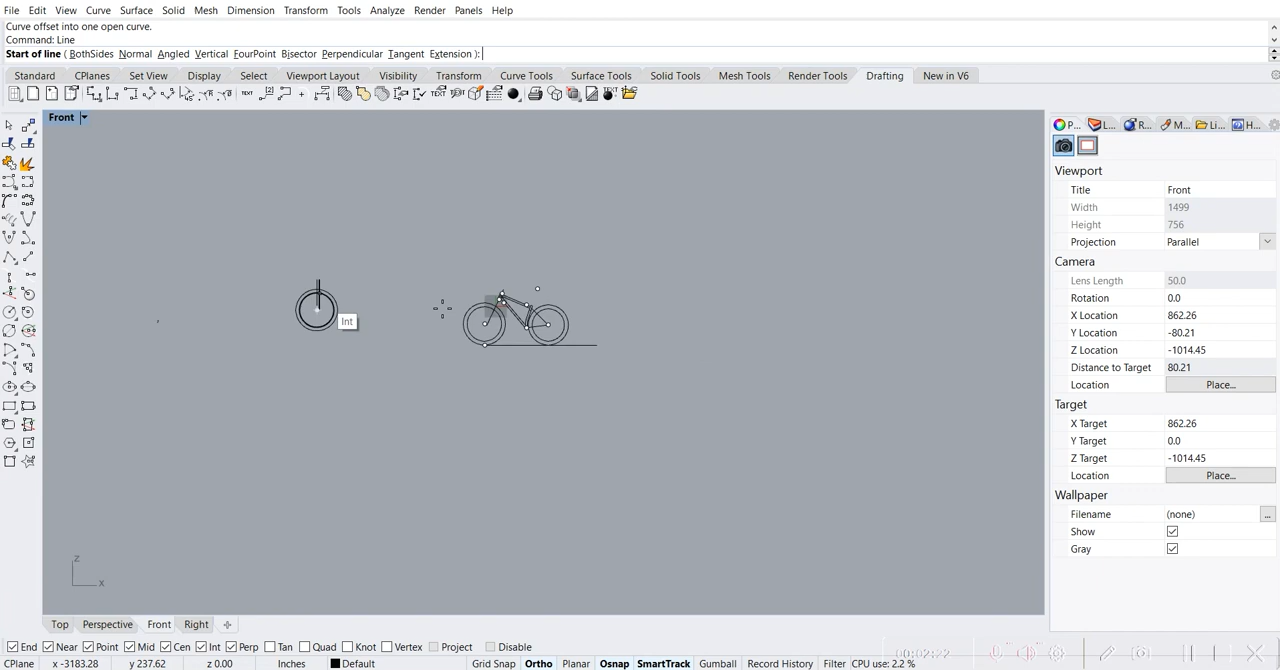 File Edit View Curve Surface Solid Mesh Dimension Transform Tools Analyze Render Panels Help
Curve offset into one open curve.
Command: Line
Start of line ( BothSides Normal Angled Vertical FourPoint Bisector Perpendicular Tangent Extension ):
Standard CPlanes Set View Display Select Viewport Layout Visibility Transform Curve Tools Surface Tools Solid Tools Mesh Tools Render Tools Drafting New in V6
Front
P... L... R... M... Li... H...
Viewport
Title Front
Width 1499
Height 756
Projection Parallel
Camera
Lens Length 50.0
Rotation 0.0
X Location 862.26
Y Location -80.21
Z Location -1014.45
Distance to Target 80.21
Location Place...
Target
X Target 862.26
Y Target 0.0
Z Target -1014.45
Location Place...
Wallpaper
Filename (none) ...
Show
Gray
Int
z
x
Top Perspective Front Right
End Near Point Mid Cen Int Perp Tan Quad Knot Vertex Project Disable
00:02:22
CPlane x -3183.28 y 237.62 z 0.00 Inches Default Grid Snap Ortho Planar Osnap SmartTrack Gumball Record History Filter CPU use: 2.2 %